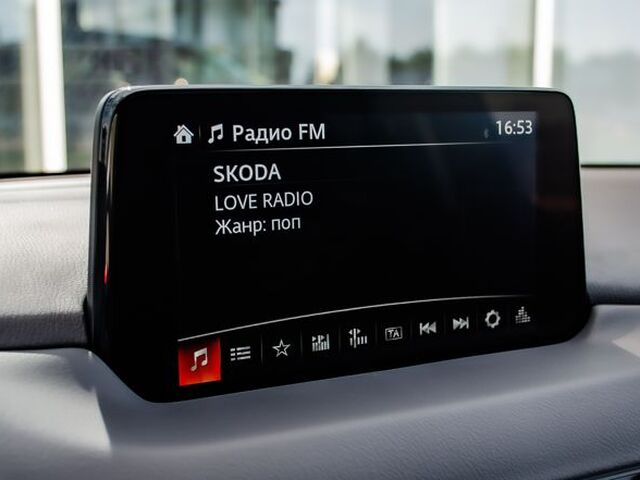 Радио FM 16:53
SKODA
LOVE RADIO
Жанр: поп
TA